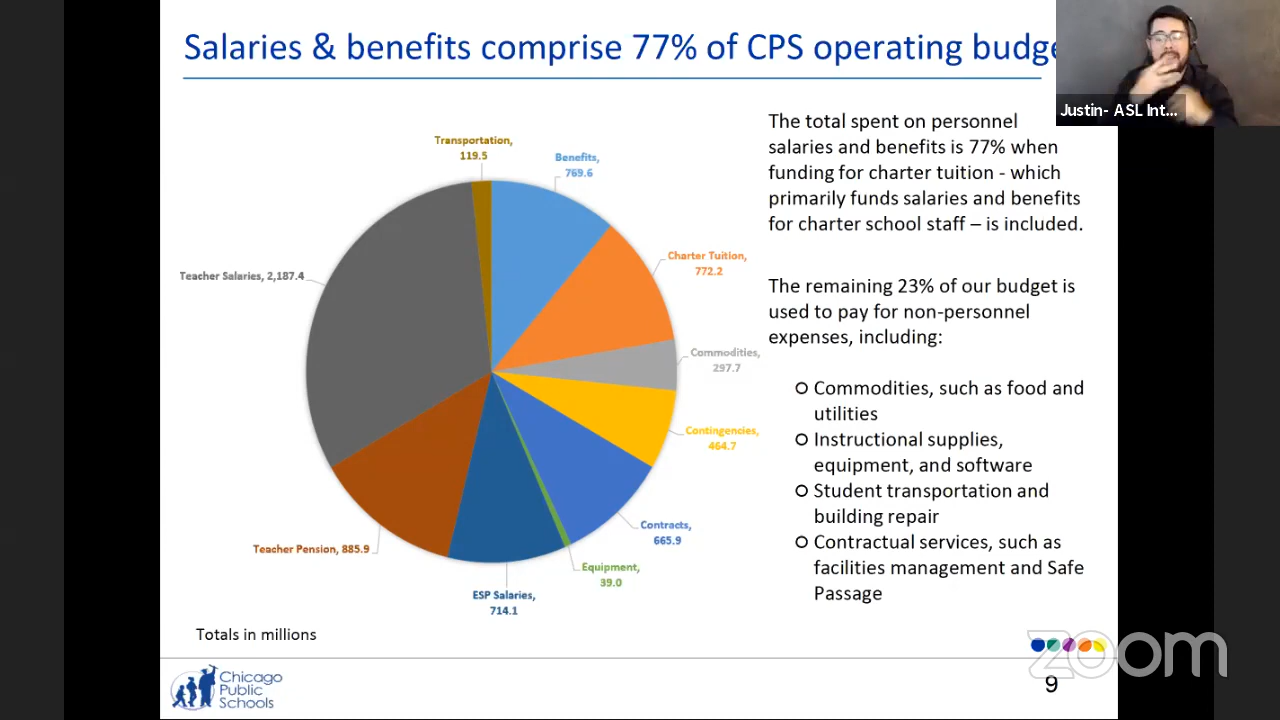 Salaries & benefits comprise 77% of CPS operating budge
Justin- ASL Int...
Transportation,
119.5
Benefits,
769.6
Charter Tuition,
772.2
Teacher Salaries, 2,187.4
Commodities,
297.7
Contingencies,
464.7
Contracts,
665.9
Teacher Pension, 885.9
Equipment,
39.0
ESP Salaries,
714.1
Totals in millions
The total spent on personnel
salaries and benefits is 77% when
funding for charter tuition - which
primarily funds salaries and benefits
for charter school staff – is included.
The remaining 23% of our budget is
used to pay for non-personnel
expenses, including:
Commodities, such as food and
utilities
Instructional supplies,
equipment, and software
Student transportation and
building repair
Contractual services, such as
facilities management and Safe
Passage
zoom
Chicago
Public
Schools
9